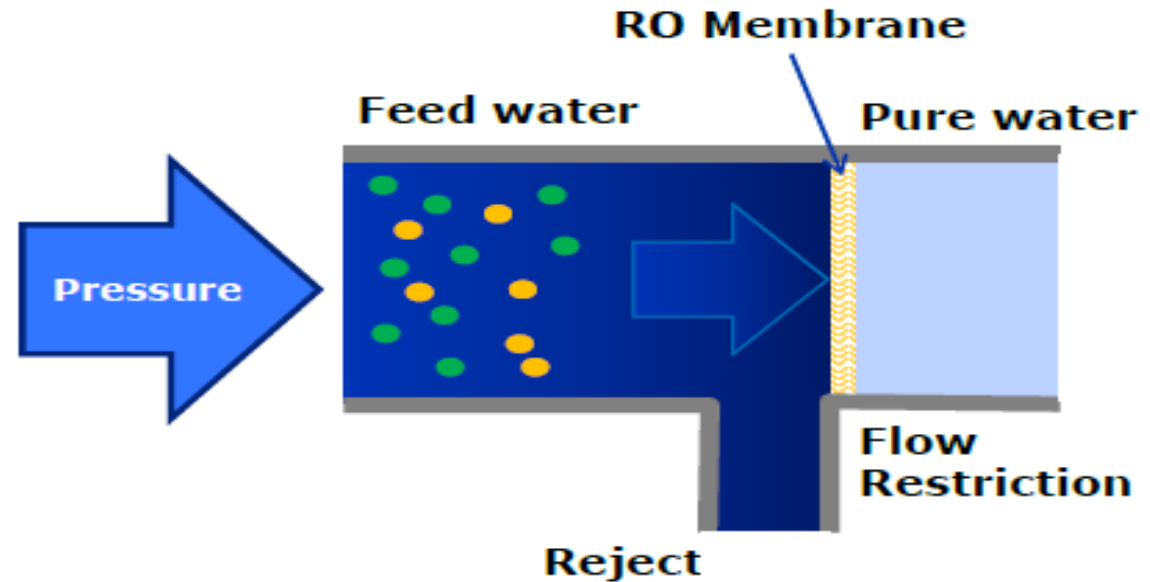 RO Membrane
Feed water
Pure water
Pressure
Flow
Restriction
Reject